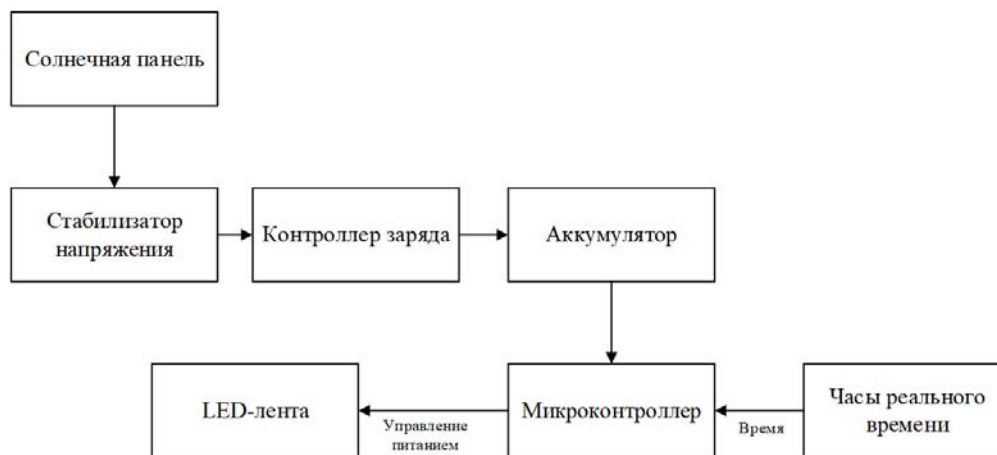 Солнечная панель
Стабилизатор
напряжения
Контроллер заряда
Аккумулятор
LED-лента
Управление
питанием
Микроконтроллер
Время
Часы реального
времени